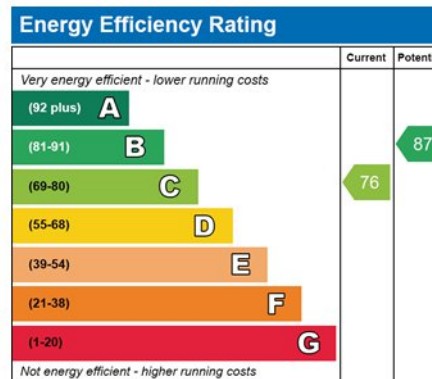 Energy Efficiency Rating
Current Potent
Very energy efficient - lower running costs
(92 plus) A
(81-91) B
87
(69-80) C
76
(55-68) D
(39-54) E
(21-38) F
(1-20) G
Not energy efficient - higher running costs